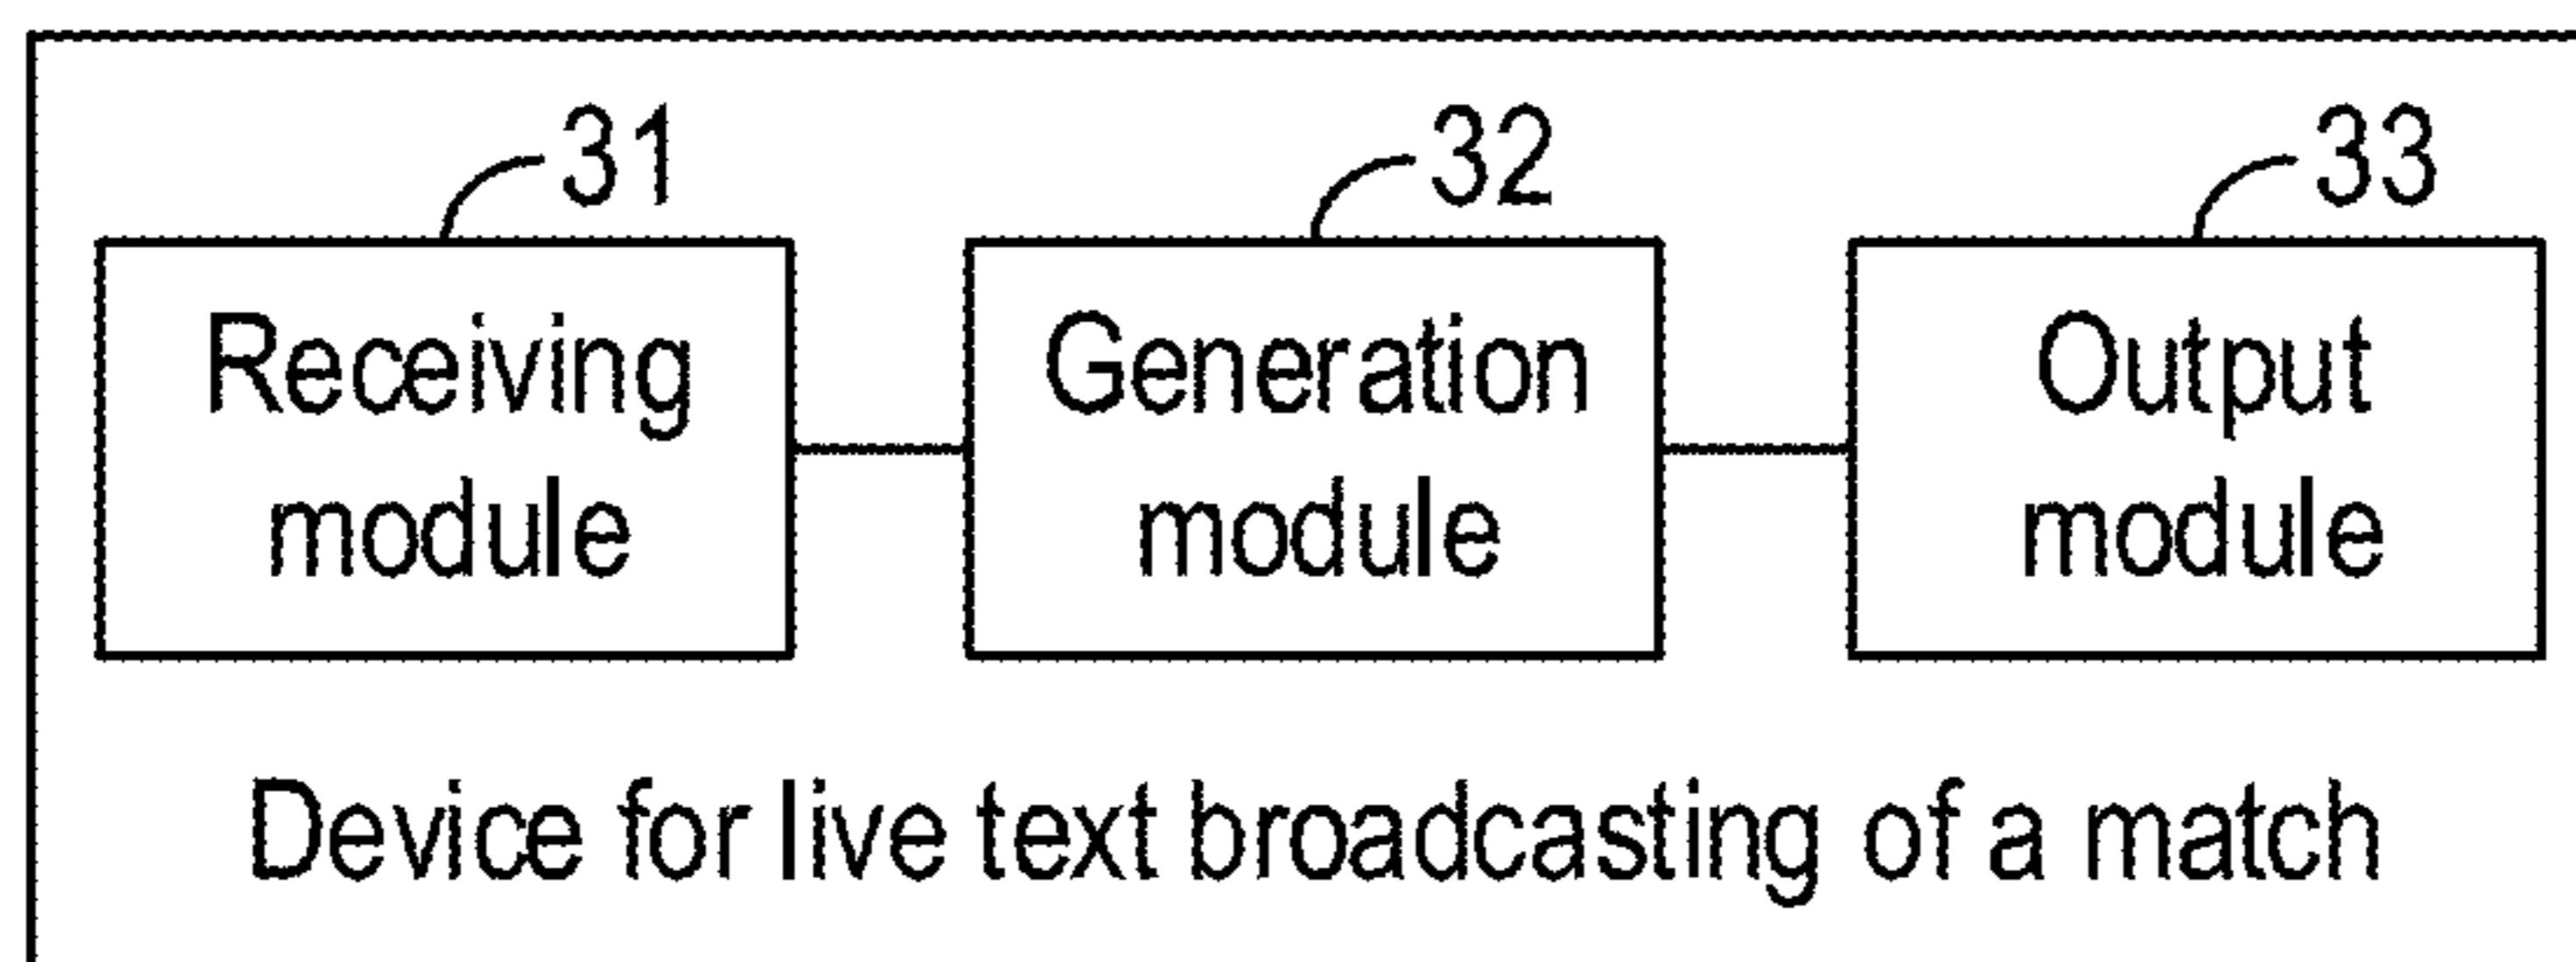 31
32
33
Receiving
module
Generation
module
Output
module
Device for live text broadcasting of a match